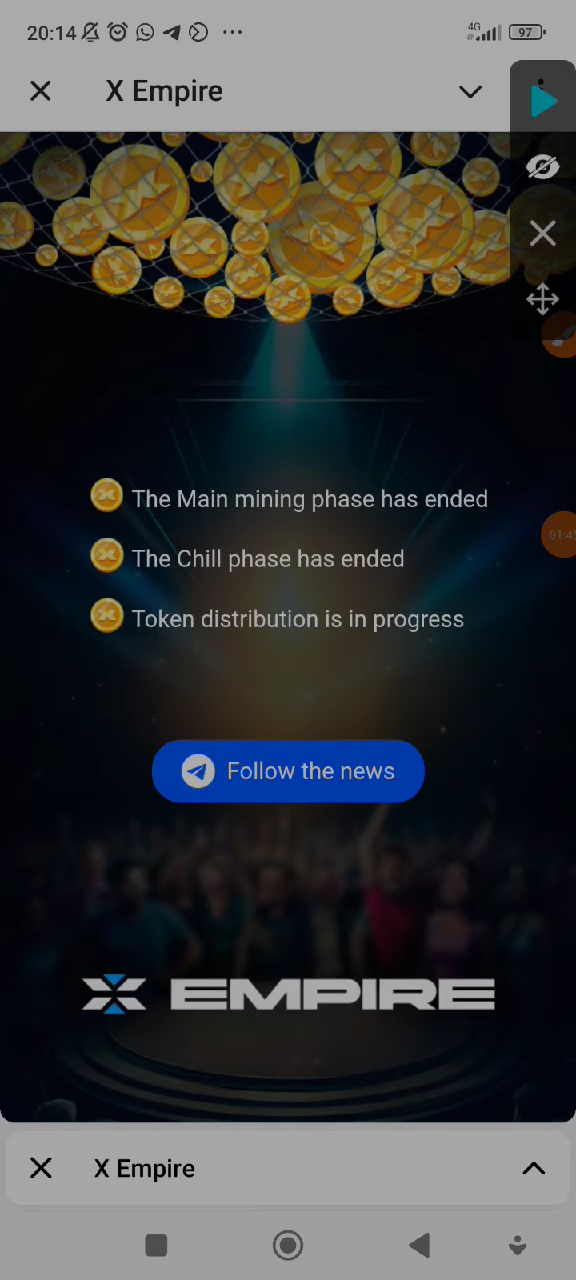 20:14
4G
97
X Empire
The Main mining phase has ended
The Chill phase has ended
Token distribution is in progress
Follow the news
EMPIRE
X Empire